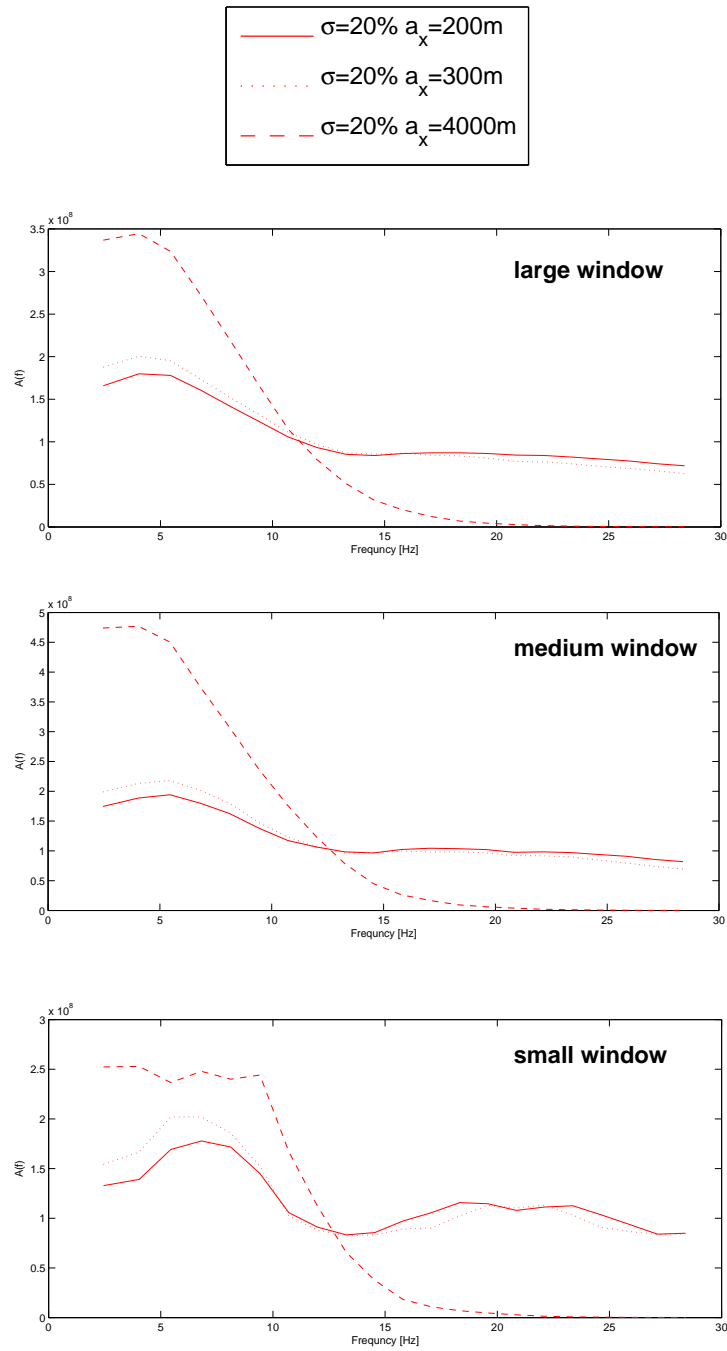 σ=20% a_x=200m
σ=20% a_x=300m
σ=20% a_x=4000m
x 10^8
3.5
3
2.5
2
1.5
1
0.5
0
A(f)
large window
0 5 10 15 20 25 30
Frequncy [Hz]
x 10^8
5
4.5
4
3.5
3
2.5
2
1.5
1
0.5
0
A(f)
medium window
0 5 10 15 20 25 30
Frequncy [Hz]
x 10^8
3
2.5
2
1.5
1
0.5
0
A(f)
small window
0 5 10 15 20 25 30
Frequncy [Hz]